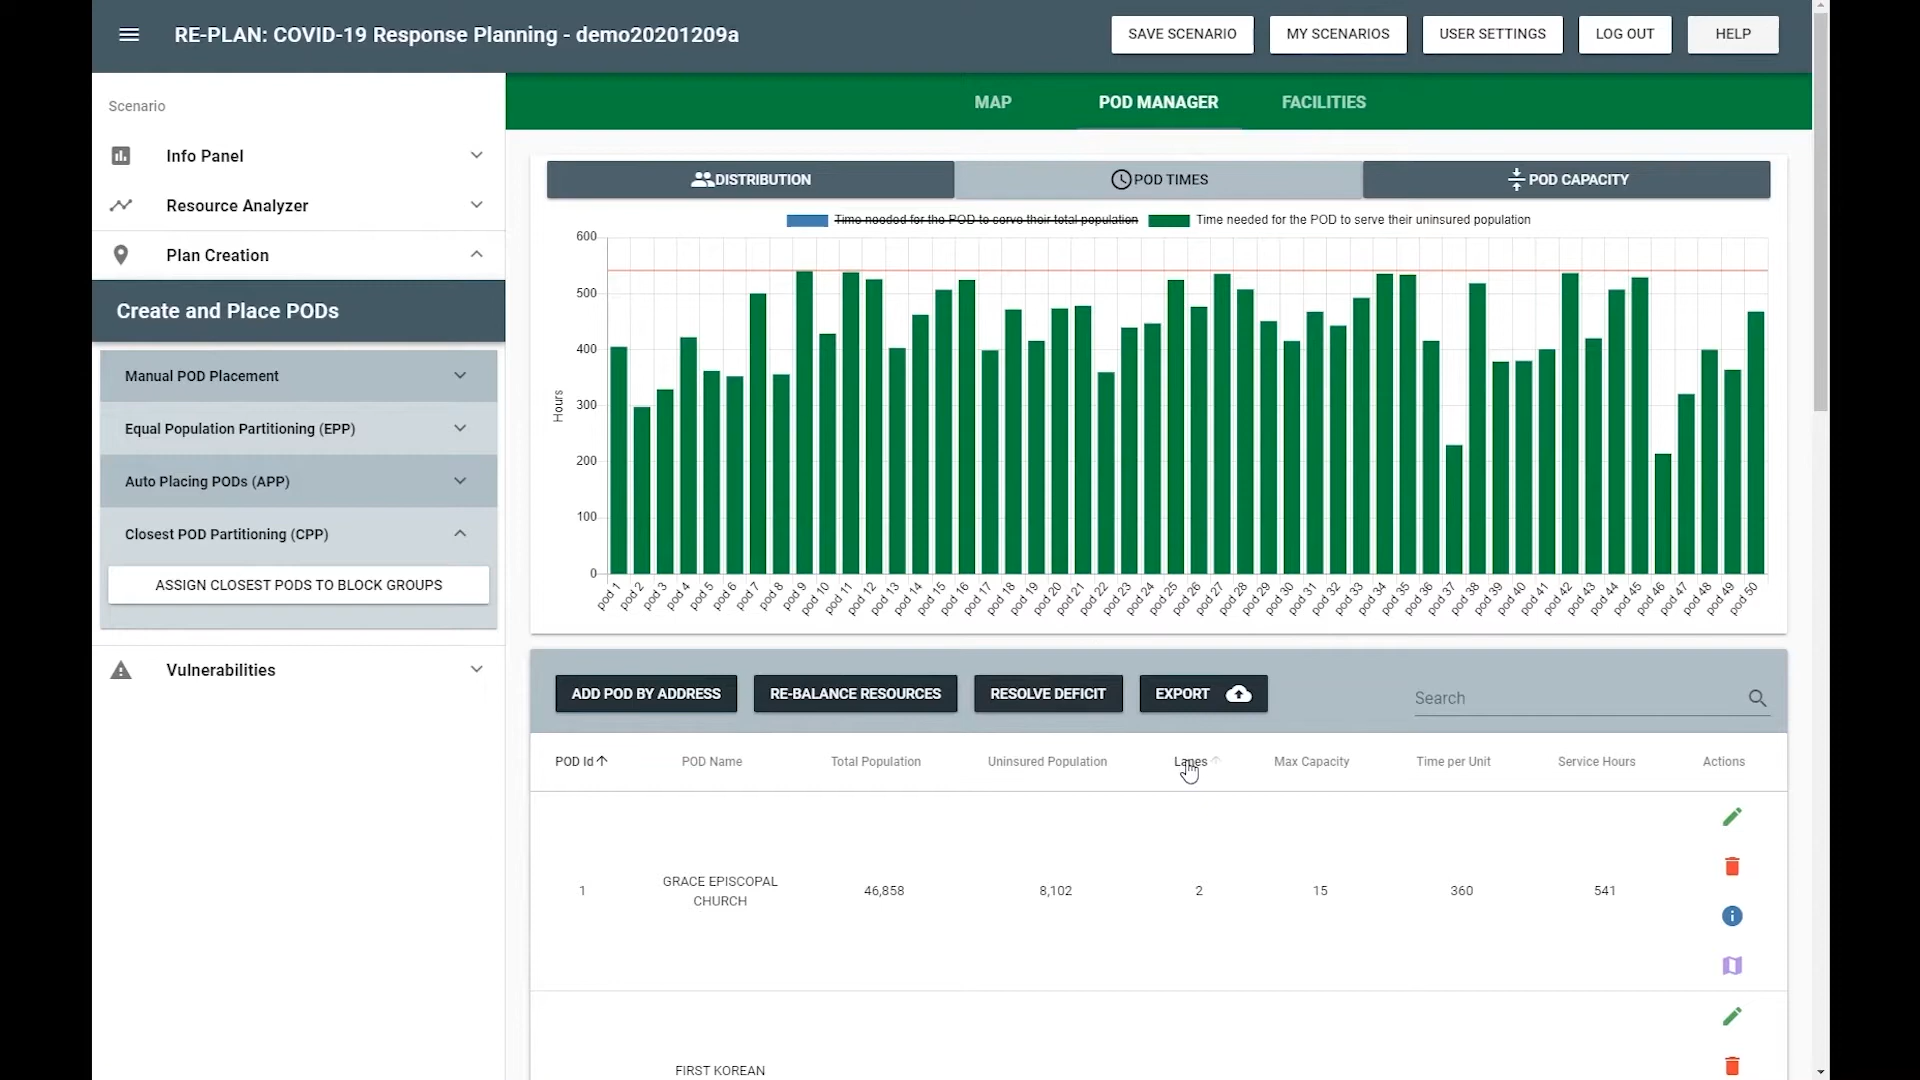 RE-PLAN: COVID-19 Response Planning - demo20201209a
SAVE SCENARIO
MY SCENARIOS
USER SETTINGS
LOG OUT
HELP
Scenario
Info Panel
Resource Analyzer
Plan Creation
Create and Place PODs
Manual POD Placement
Equal Population Partitioning (EPP)
Auto Placing PODs (APP)
Closest POD Partitioning (CPP)
ASSIGN CLOSEST PODS TO BLOCK GROUPS
Vulnerabilities
MAP
POD MANAGER
FACILITIES
DISTRIBUTION
POD TIMES
POD CAPACITY
Time needed for the POD to serve their total population
Time needed for the POD to serve their uninsured population
600
500
400
300
200
100
0
Hours
pod 1
pod 2
pod 3
pod 4
pod 5
pod 6
pod 7
pod 8
pod 9
pod 10
pod 11
pod 12
pod 13
pod 14
pod 15
pod 16
pod 17
pod 18
pod 19
pod 20
pod 21
pod 22
pod 23
pod 24
pod 25
pod 26
pod 27
pod 28
pod 29
pod 30
pod 31
pod 32
pod 33
pod 34
pod 35
pod 36
pod 37
pod 38
pod 39
pod 40
pod 41
pod 42
pod 43
pod 44
pod 45
pod 46
pod 47
pod 48
pod 49
pod 50
ADD POD BY ADDRESS
RE-BALANCE RESOURCES
RESOLVE DEFICIT
EXPORT
Search
POD Id
POD Name
Total Population
Uninsured Population
Lanes
Max Capacity
Time per Unit
Service Hours
Actions
1
GRACE EPISCOPAL
CHURCH
46,858
8,102
2
15
360
541
FIRST KOREAN